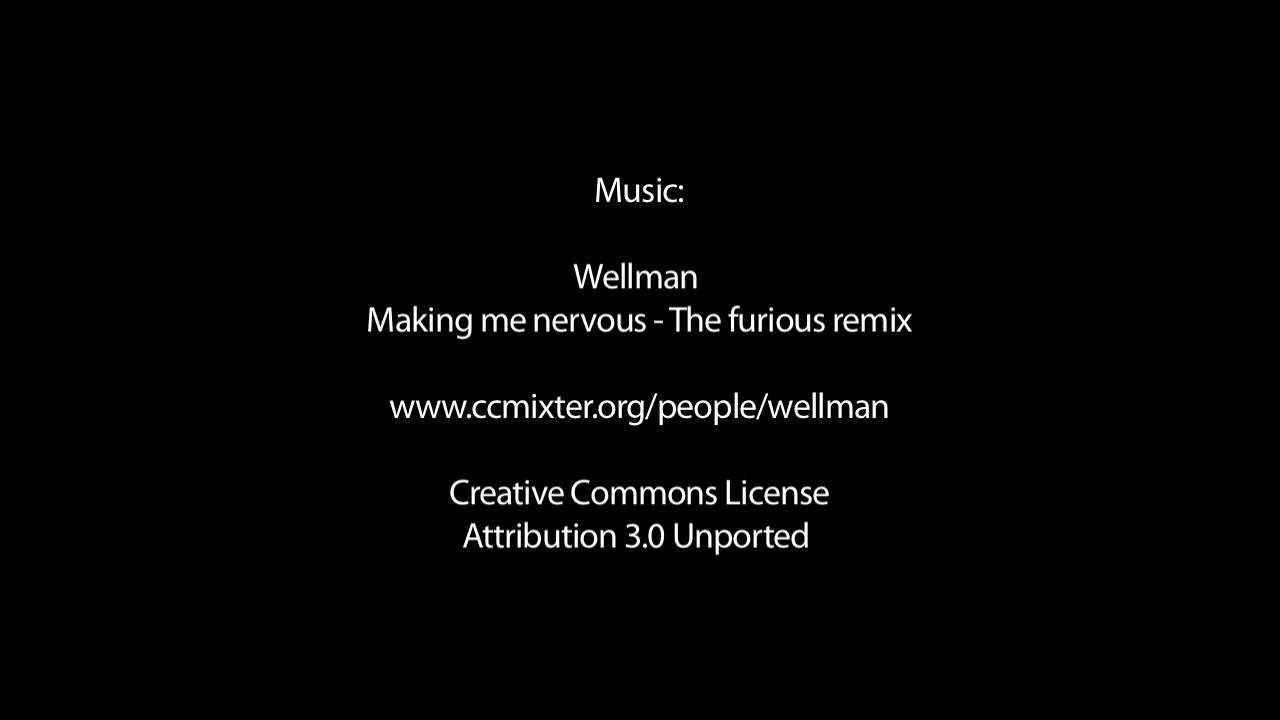 Music:
Wellman
Making me nervous - The furious remix
www.ccmixter.org/people/wellman
Creative Commons License
Attribution 3.0 Unported